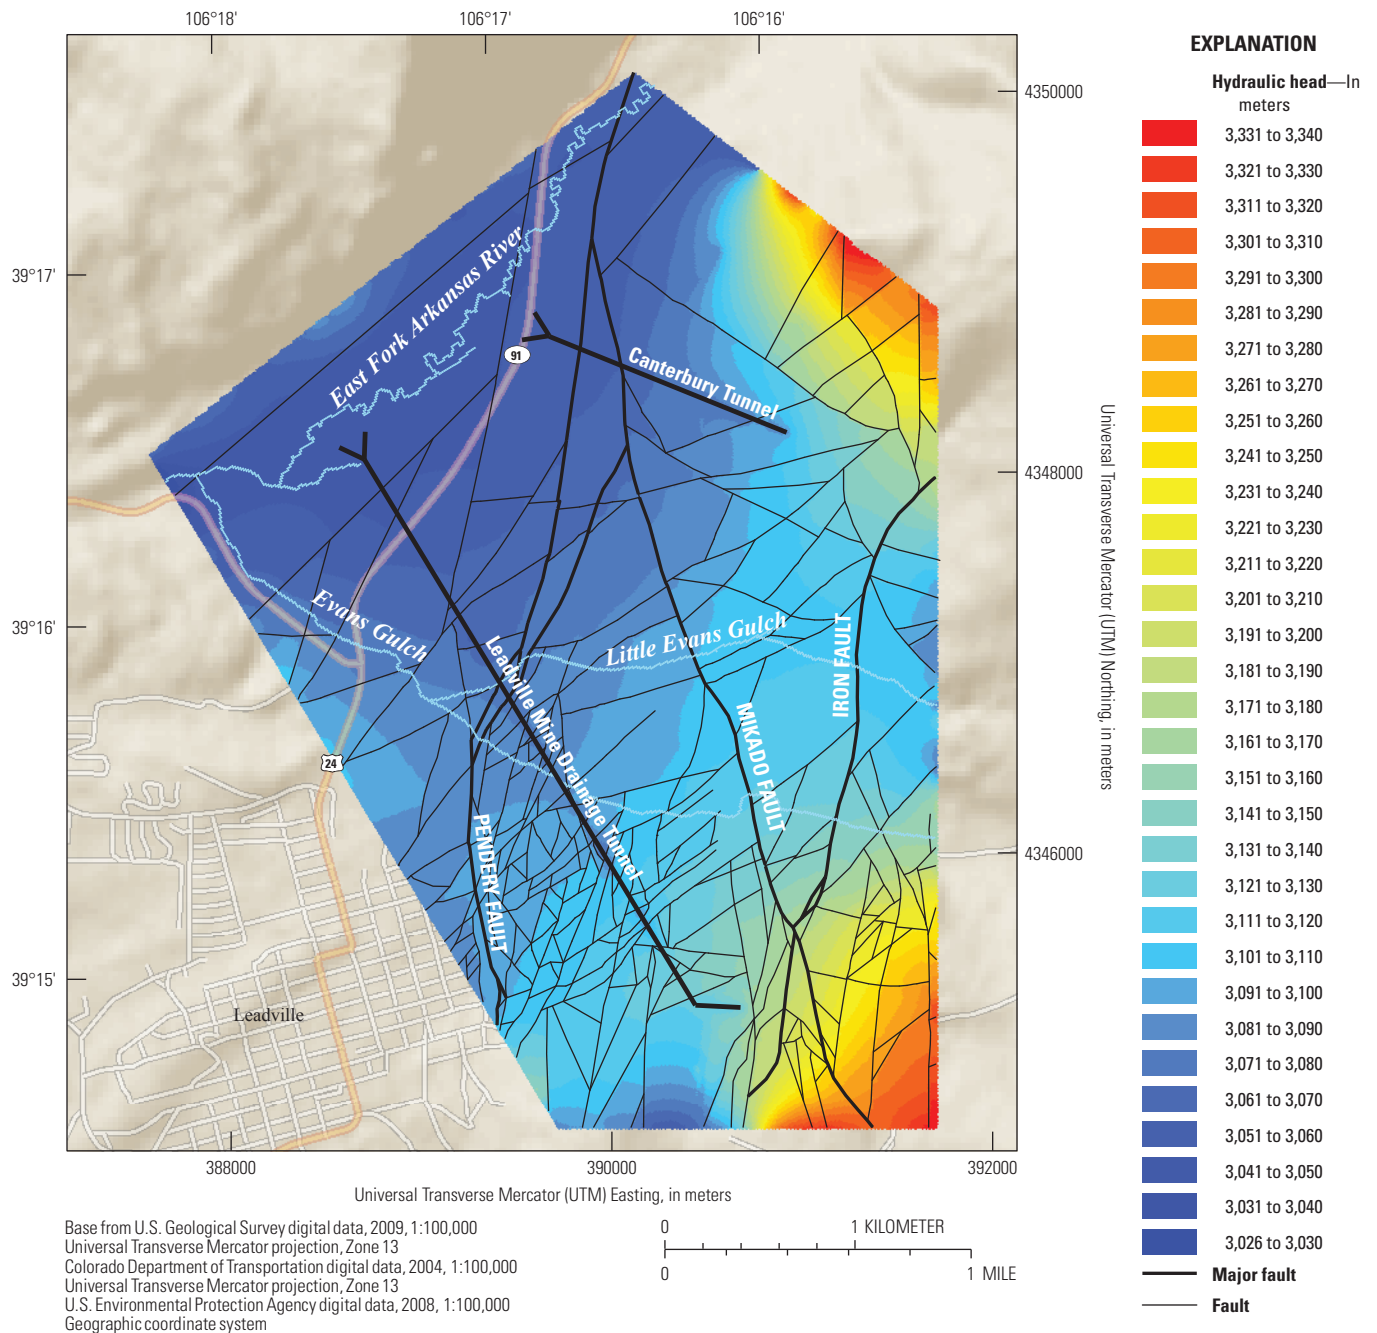 106°18'
106°17'
106°16'
39°17'
39°16'
39°15'
4350000
4348000
4346000
Universal Transverse Mercator (UTM) Northing, in meters
388000
390000
392000
Universal Transverse Mercator (UTM) Easting, in meters
East Fork Arkansas River
91
Canterbury Tunnel
Evans Gulch
Little Evans Gulch
Leadville Mine Drainage Tunnel
IRON FAULT
MIKADO FAULT
PENDERY FAULT
24
Leadville
EXPLANATION
Hydraulic head—In
meters
3,331 to 3,340
3,321 to 3,330
3,311 to 3,320
3,301 to 3,310
3,291 to 3,300
3,281 to 3,290
3,271 to 3,280
3,261 to 3,270
3,251 to 3,260
3,241 to 3,250
3,231 to 3,240
3,221 to 3,230
3,211 to 3,220
3,201 to 3,210
3,191 to 3,200
3,181 to 3,190
3,171 to 3,180
3,161 to 3,170
3,151 to 3,160
3,141 to 3,150
3,131 to 3,140
3,121 to 3,130
3,111 to 3,120
3,101 to 3,110
3,091 to 3,100
3,081 to 3,090
3,071 to 3,080
3,061 to 3,070
3,051 to 3,060
3,041 to 3,050
3,031 to 3,040
3,026 to 3,030
Major fault
Fault
Base from U.S. Geological Survey digital data, 2009, 1:100,000
Universal Transverse Mercator projection, Zone 13
Colorado Department of Transportation digital data, 2004, 1:100,000
Universal Transverse Mercator projection, Zone 13
U.S. Environmental Protection Agency digital data, 2008, 1:100,000
Geographic coordinate system
0 1 KILOMETER
0 1 MILE